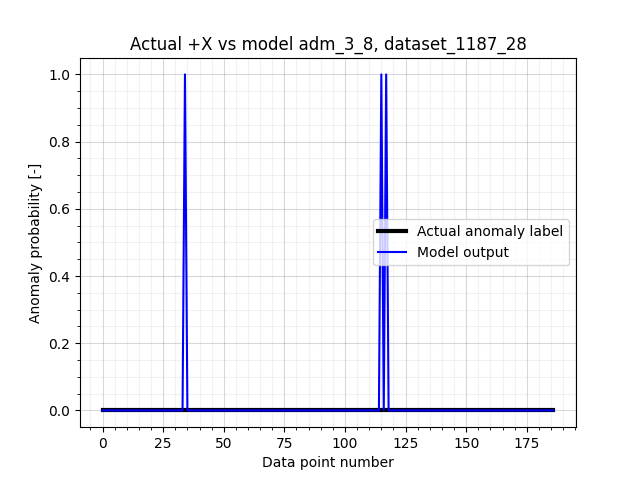 Actual +X vs model adm_3_8, dataset_1187_28
Anomaly probability [-]
1.0
0.8
0.6
0.4
0.2
0.0
Actual anomaly label
Model output
0 25 50 75 100 125 150 175
Data point number